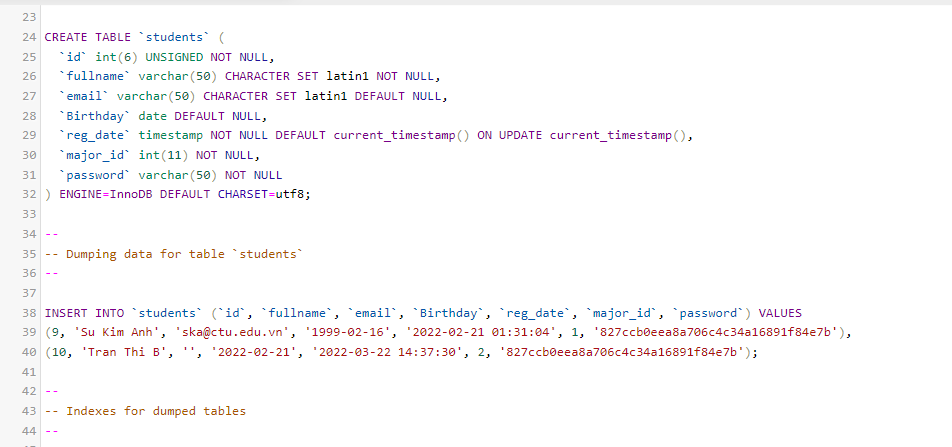 23
24 CREATE TABLE `students` (
25 `id` int(6) UNSIGNED NOT NULL,
26 `fullname` varchar(50) CHARACTER SET latin1 NOT NULL,
27 `email` varchar(50) CHARACTER SET latin1 DEFAULT NULL,
28 `Birthday` date DEFAULT NULL,
29 `reg_date` timestamp NOT NULL DEFAULT current_timestamp() ON UPDATE current_timestamp(),
30 `major_id` int(11) NOT NULL,
31 `password` varchar(50) NOT NULL
32 ) ENGINE=InnoDB DEFAULT CHARSET=utf8;
33
34 --
35 -- Dumping data for table `students`
36 --
37
38 INSERT INTO `students` (`id`, `fullname`, `email`, `Birthday`, `reg_date`, `major_id`, `password`) VALUES
39 (9, 'Su Kim Anh', 'ska@ctu.edu.vn', '1999-02-16', '2022-02-21 01:31:04', 1, '827ccb0eea8a706c4c34a16891f84e7b'),
40 (10, 'Tran Thi B', '', '2022-02-21', '2022-03-22 14:37:30', 2, '827ccb0eea8a706c4c34a16891f84e7b');
41
42 --
43 -- Indexes for dumped tables
44 --